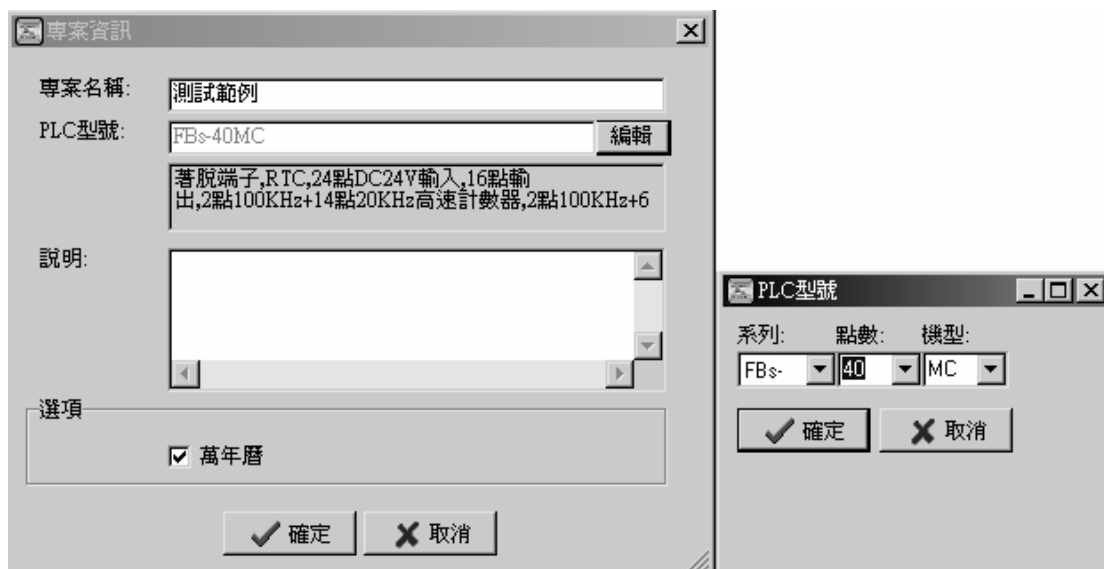 專案資訊
專案名稱:
測試範例
PLC型號:
FBs-40MC
編輯
著脫端子,RTC,24點DC24V輸入,16點輸
出,2點100KHz+14點20KHz高速計數器,2點100KHz+6
說明:
選項
萬年曆
確定
取消
PLC型號
系列:
點數:
機型:
FBs-
40
MC
確定
取消